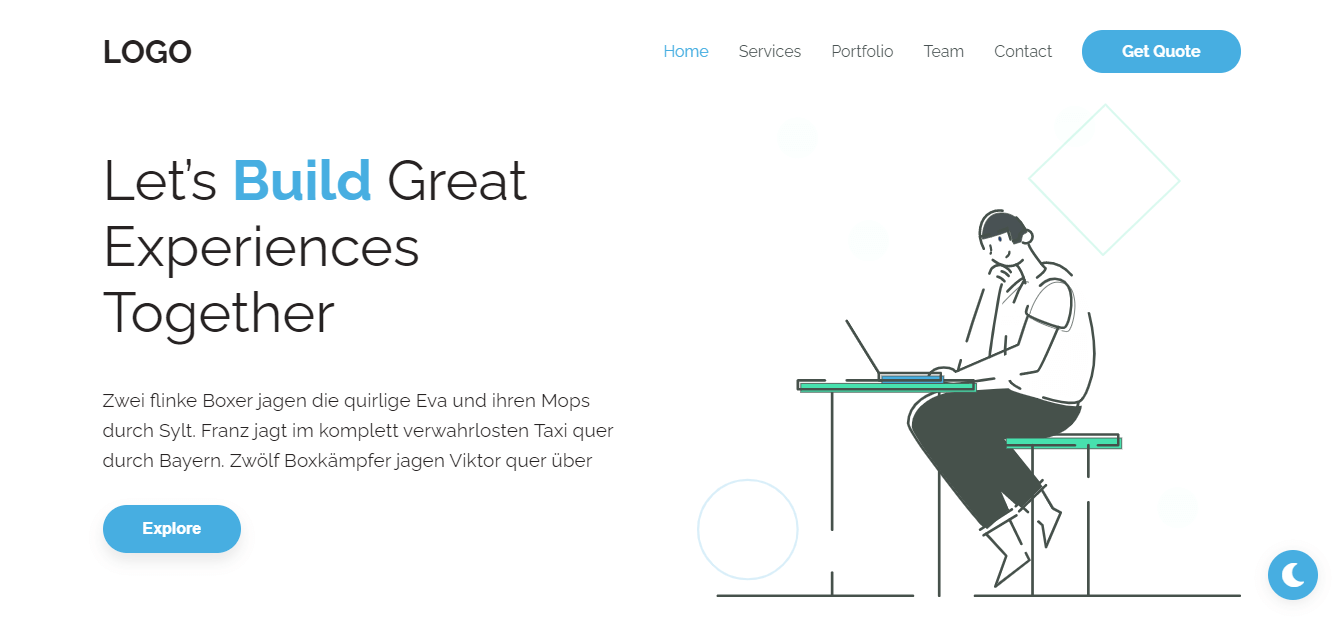 LOGO
Home Services Portfolio Team Contact Get Quote
Let’s Build Great
Experiences
Together
Zwei flinke Boxer jagen die quirlige Eva und ihren Mops
durch Sylt. Franz jagt im komplett verwahrlosten Taxi quer
durch Bayern. Zwölf Boxkämpfer jagen Viktor quer über
Explore